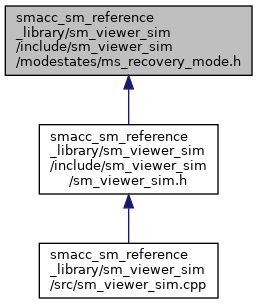 smacc_sm_reference
_library/sm_viewer_sim
/include/sm_viewer_sim
/modestates/ms_recovery_mode.h
smacc_sm_reference
_library/sm_viewer_sim
/include/sm_viewer_sim
/sm_viewer_sim.h
smacc_sm_reference
_library/sm_viewer_sim
/src/sm_viewer_sim.cpp